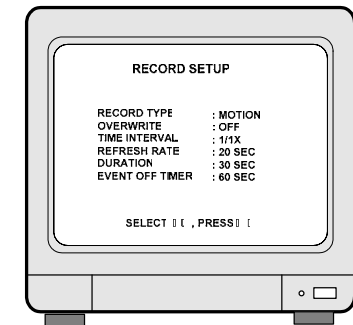 RECORD SETUP
RECORD TYPE : MOTION
OVERWRITE : OFF
TIME INTERVAL : 1/1X
REFRESH RATE : 20 SEC
DURATION : 30 SEC
EVENT OFF TIMER : 60 SEC
SELECT , PRESS